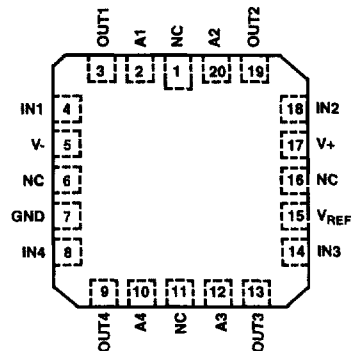 OUT1 A1 NC A2 OUT2
3 2 1 20 19
IN1 4 18 IN2
V- 5 17 V+
NC 6 16 NC
GND 7 15 VREF
IN4 8 14 IN3
9 10 11 12 13
OUT4 A4 NC A3 OUT3